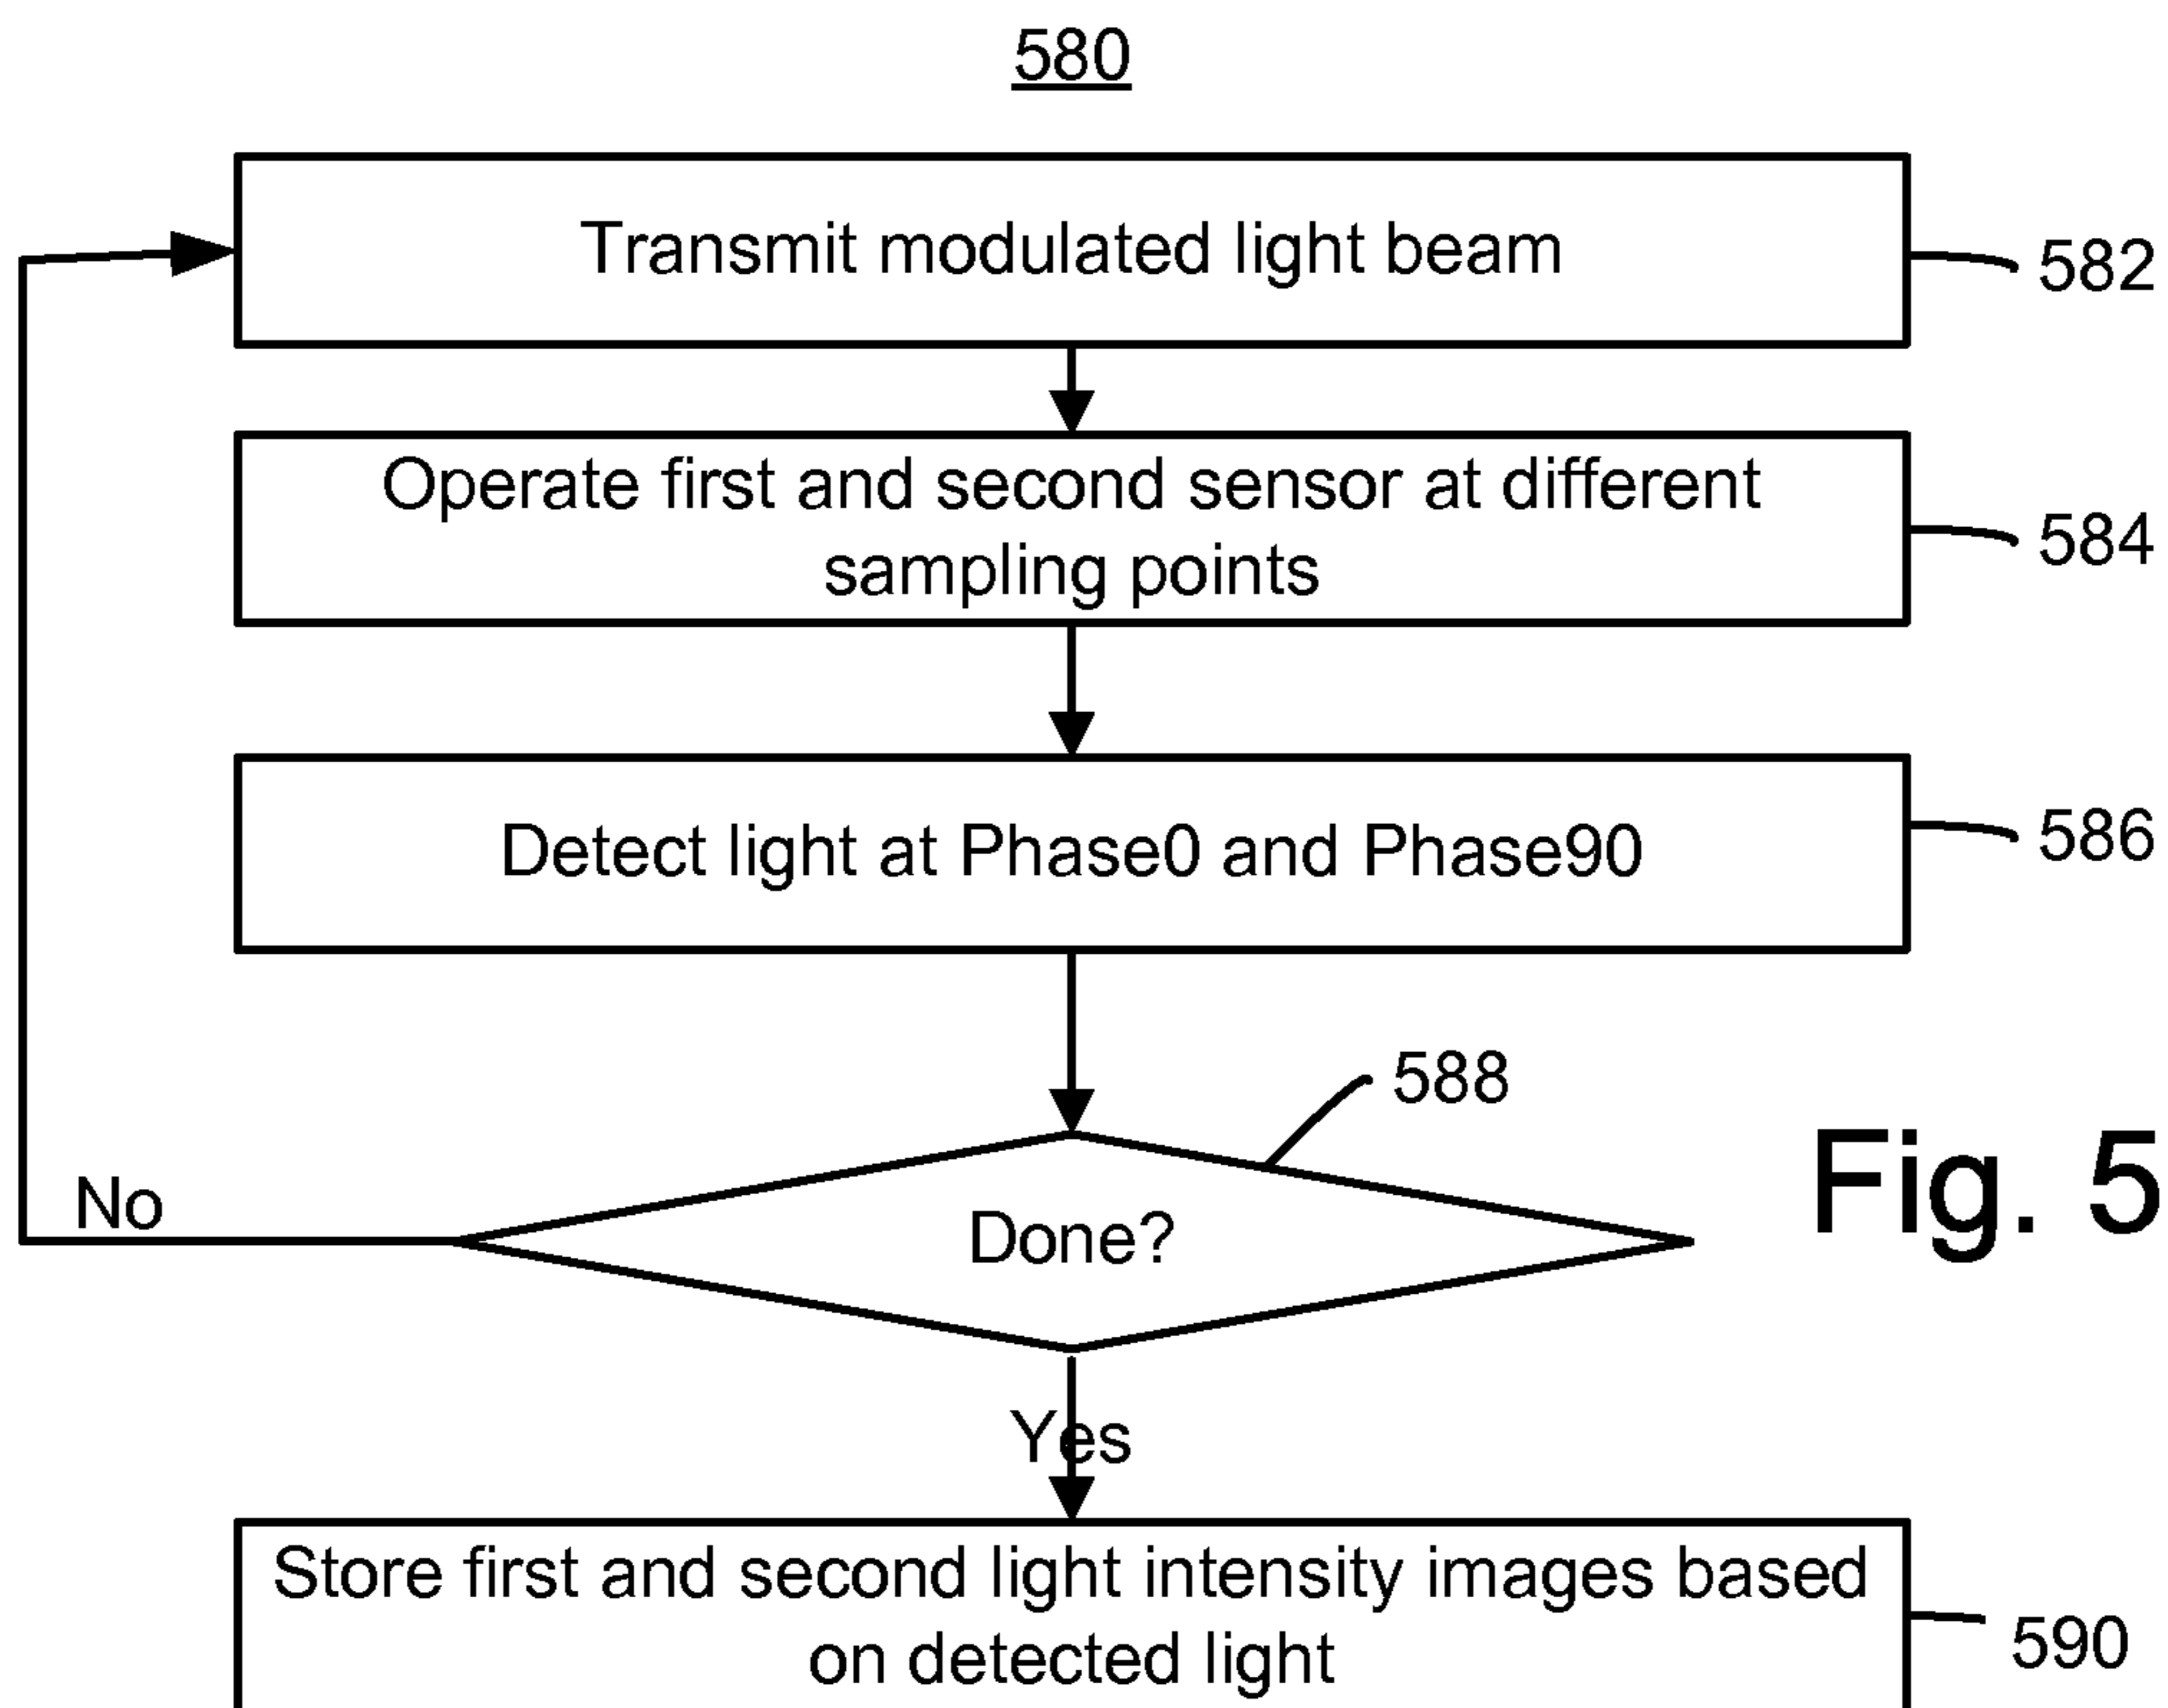 580
Transmit modulated light beam
582
Operate first and second sensor at different
sampling points
584
Detect light at Phase0 and Phase90
586
588
Done?
No
Fig. 5
Yes
Store first and second light intensity images based
on detected light
590